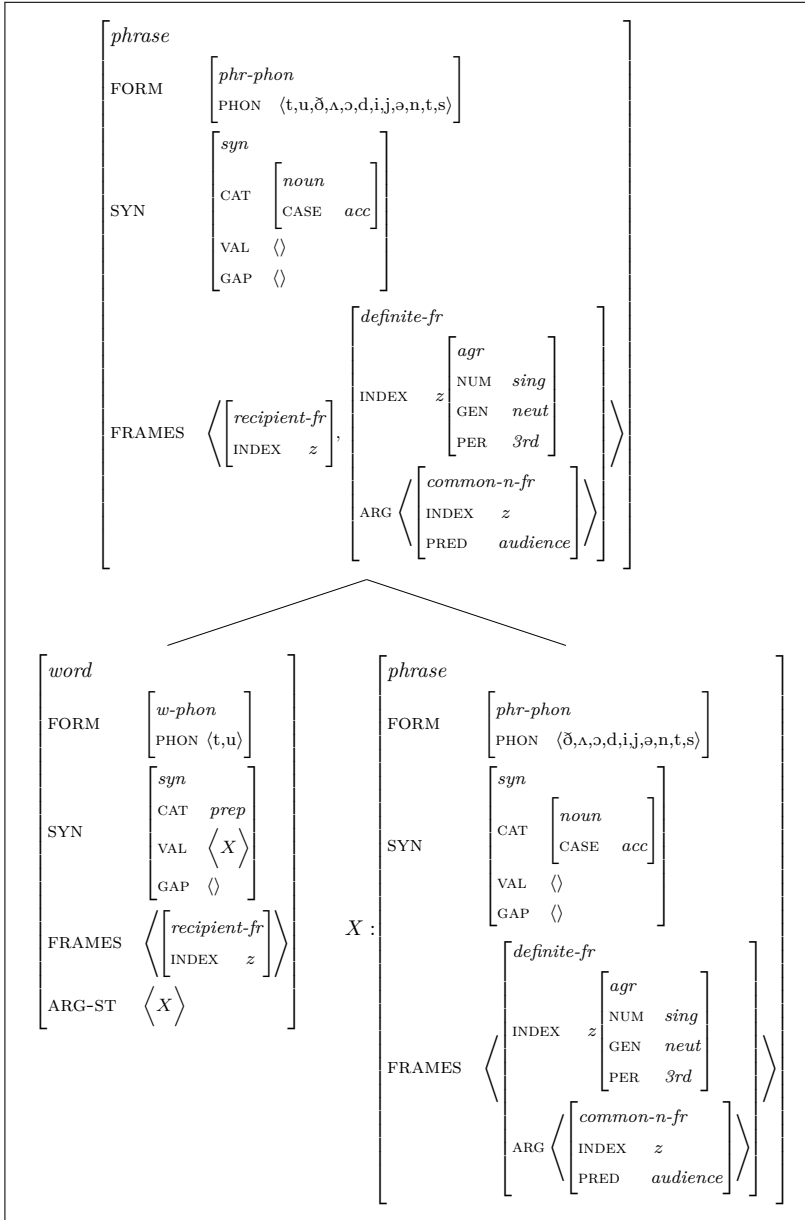 phrase
FORM
phr-phon
PHON ⟨t,u,ð,ʌ,ɔ,d,i,j,ə,n,t,s⟩
SYN
syn
CAT
noun
CASE acc
VAL ⟨⟩
GAP ⟨⟩
FRAMES
recipient-fr
INDEX z
,
definite-fr
INDEX z
agr
NUM sing
GEN neut
PER 3rd
ARG
common-n-fr
INDEX z
PRED audience
word
FORM
w-phon
PHON ⟨t,u⟩
SYN
syn
CAT prep
VAL ⟨X⟩
GAP ⟨⟩
FRAMES
recipient-fr
INDEX z
ARG-ST ⟨X⟩
X :
phrase
FORM
phr-phon
PHON ⟨ð,ʌ,ɔ,d,i,j,ə,n,t,s⟩
SYN
syn
CAT
noun
CASE acc
VAL ⟨⟩
GAP ⟨⟩
FRAMES
definite-fr
INDEX z
agr
NUM sing
GEN neut
PER 3rd
ARG
common-n-fr
INDEX z
PRED audience